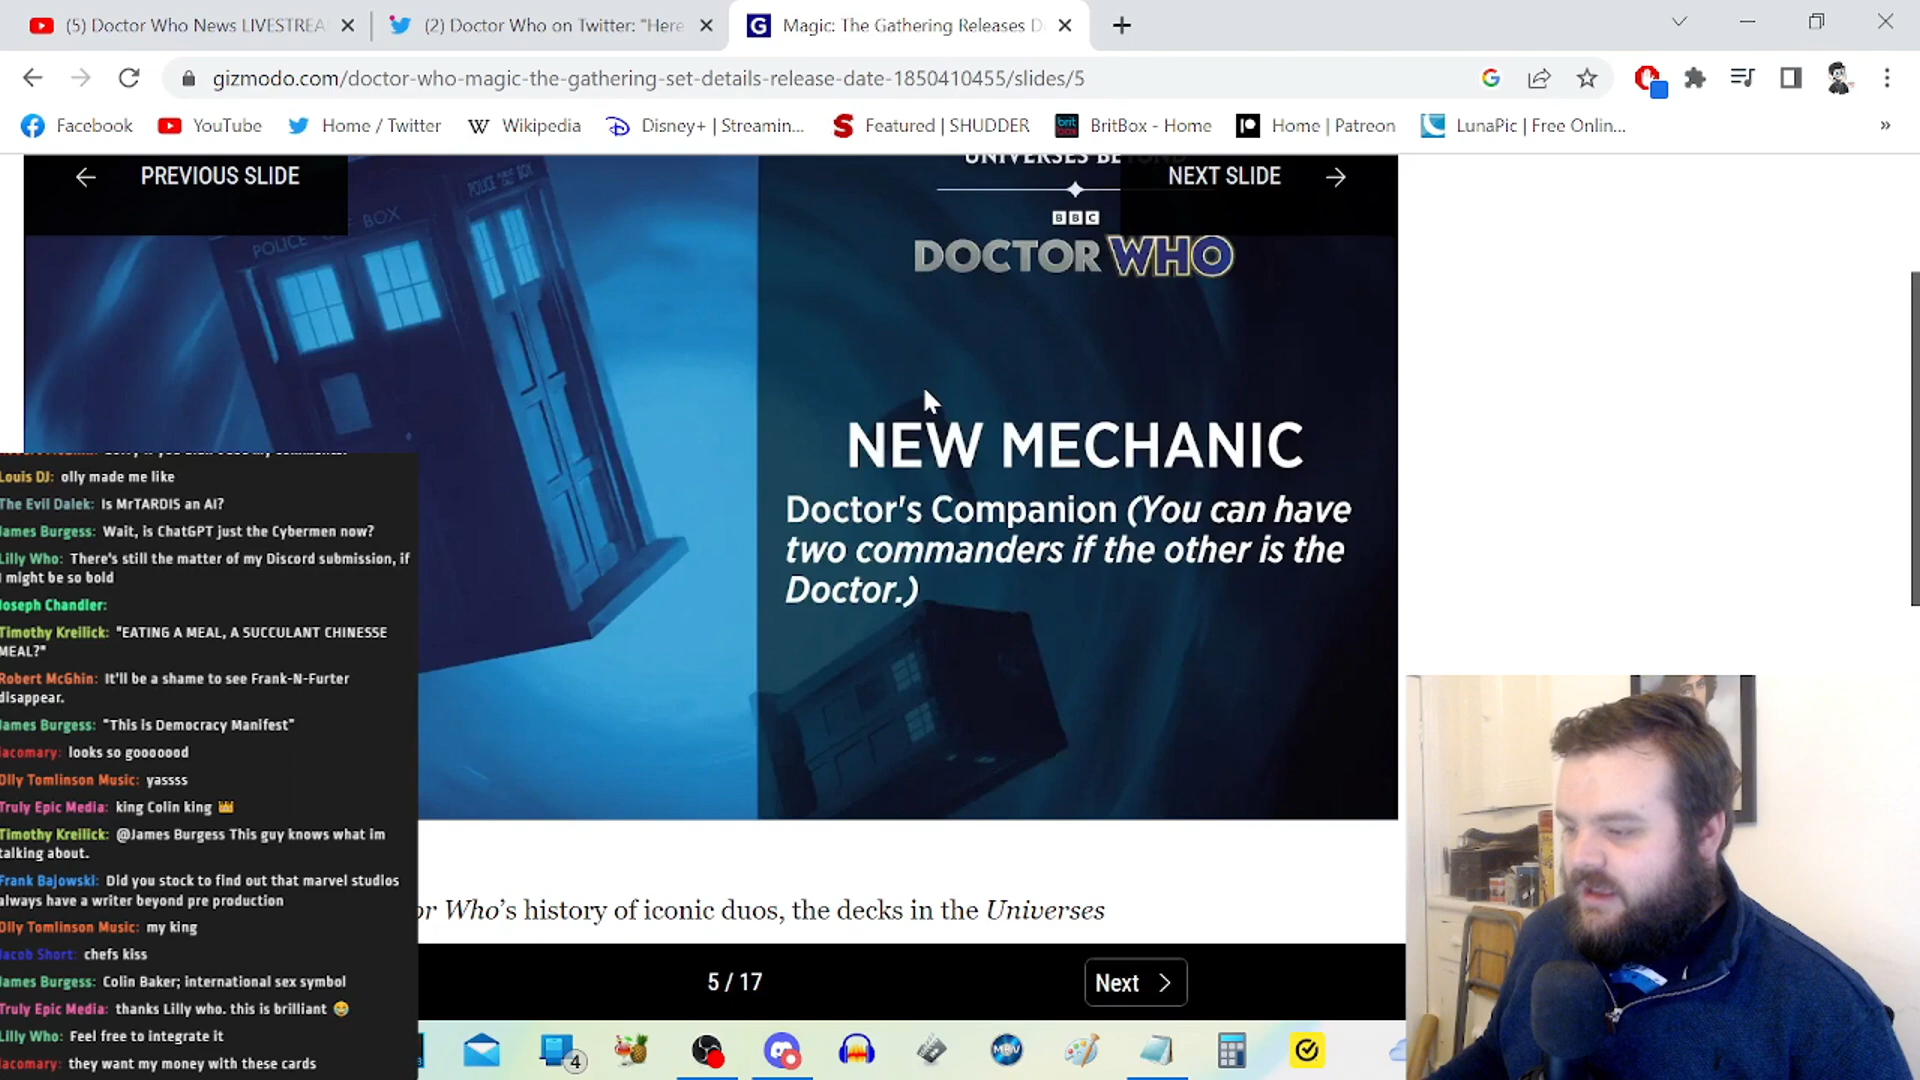 (5) Doctor Who News LIVESTREA
(2) Doctor Who on Twitter: "Here
Magic: The Gathering Releases D
gizmodo.com/doctor-who-magic-the-gathering-set-details-release-date-1850410455/slides/5
Facebook
YouTube
Home / Twitter
Wikipedia
Disney+ | Streamin...
Featured | SHUDDER
BritBox - Home
Home | Patreon
LunaPic | Free Onlin...
PREVIOUS SLIDE
NEXT SLIDE
POLICE BOX
POLICE BOX
UNIVERSES BEYOND
BBC
DOCTOR WHO
NEW MECHANIC
Doctor's Companion (You can have
two commanders if the other is the
Doctor.)
Louis DJ: olly made me like
The Evil Dalek: Is MrTARDIS an AI?
James Burgess: Wait, is ChatGPT just the Cybermen now?
Lilly Who: There's still the matter of my Discord submission, if
I might be so bold
Joseph Chandler:
Timothy Kreilick: "EATING A MEAL, A SUCCULANT CHINESSE
MEAL?"
Robert McGhin: It'll be a shame to see Frank-N-Furter
disappear.
James Burgess: "This is Democracy Manifest"
iacomary: looks so gooooood
Olly Tomlinson Music: yassss
Truly Epic Media: king Colin king 👑
Timothy Kreilick: @James Burgess This guy knows what im
talking about.
Frank Bajowski: Did you stock to find out that marvel studios
always have a writer beyond pre production
Olly Tomlinson Music: my king
Jacob Short: chefs kiss
James Burgess: Colin Baker; international sex symbol
Truly Epic Media: thanks Lilly who. this is brilliant 😂
Lilly Who: Feel free to integrate it
iacomary: they want my money with these cards
or Who's history of iconic duos, the decks in the Universes
5 / 17
Next
4